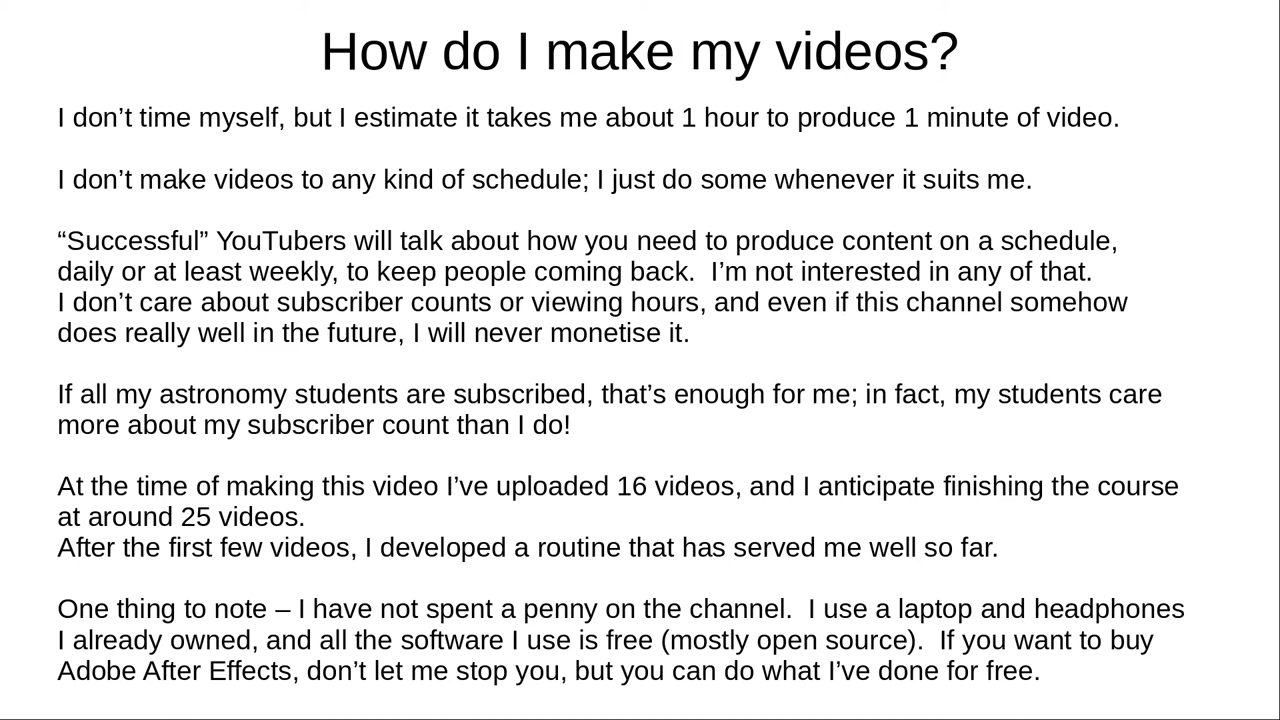 How do I make my videos?
I don’t time myself, but I estimate it takes me about 1 hour to produce 1 minute of video.
I don’t make videos to any kind of schedule; I just do some whenever it suits me.
“Successful” YouTubers will talk about how you need to produce content on a schedule,
daily or at least weekly, to keep people coming back.  I’m not interested in any of that.
I don’t care about subscriber counts or viewing hours, and even if this channel somehow
does really well in the future, I will never monetise it.
If all my astronomy students are subscribed, that’s enough for me; in fact, my students care
more about my subscriber count than I do!
At the time of making this video I’ve uploaded 16 videos, and I anticipate finishing the course
at around 25 videos.
After the first few videos, I developed a routine that has served me well so far.
One thing to note – I have not spent a penny on the channel.  I use a laptop and headphones
I already owned, and all the software I use is free (mostly open source).  If you want to buy
Adobe After Effects, don’t let me stop you, but you can do what I’ve done for free.